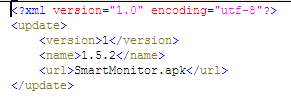 <?xml version="1.0" encoding="utf-8"?>
<update>
    <version>1</version>
    <name>1.5.2</name>
    <url>SmartMonitor.apk</url>
</update>